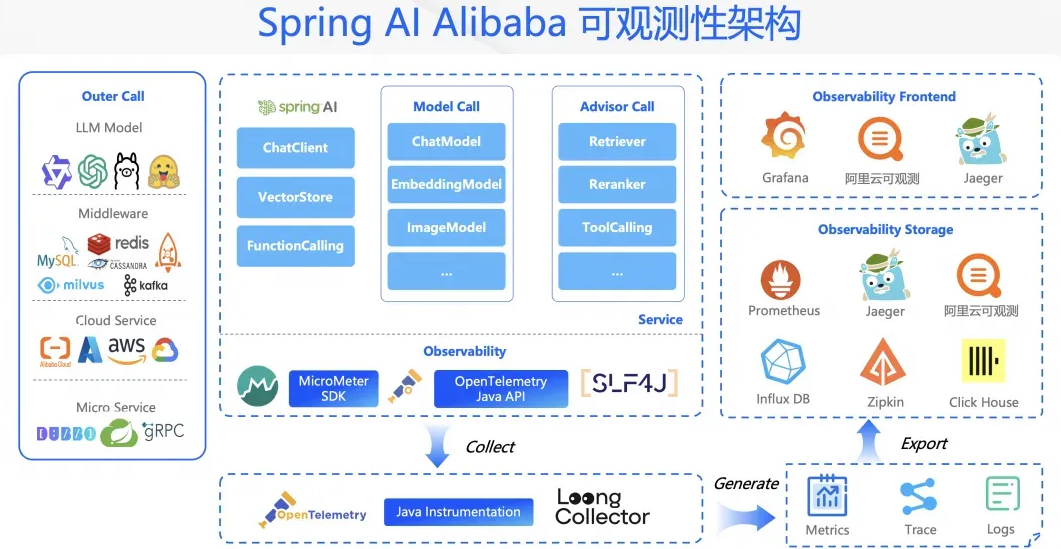 Spring AI Alibaba 可观测性架构
Outer Call
LLM Model
Middleware
MySQL
redis
CASSANDRA
milvus
kafka
Cloud Service
Alibaba Cloud
aws
Micro Service
DUBBO
gRPC
spring AI
ChatClient
VectorStore
FunctionCalling
Model Call
ChatModel
EmbeddingModel
ImageModel
...
Advisor Call
Retriever
Reranker
ToolCalling
...
Service
Observability
MicroMeter
SDK
OpenTelemetry
Java API
[SLF4J]
Collect
OpenTelemetry
Java Instrumentation
Loong
Collector
Generate
Metrics
Trace
Logs
Export
Observability Frontend
Grafana
阿里云可观测
Jaeger
Observability Storage
Prometheus
Jaeger
阿里云可观测
Influx DB
Zipkin
Click House